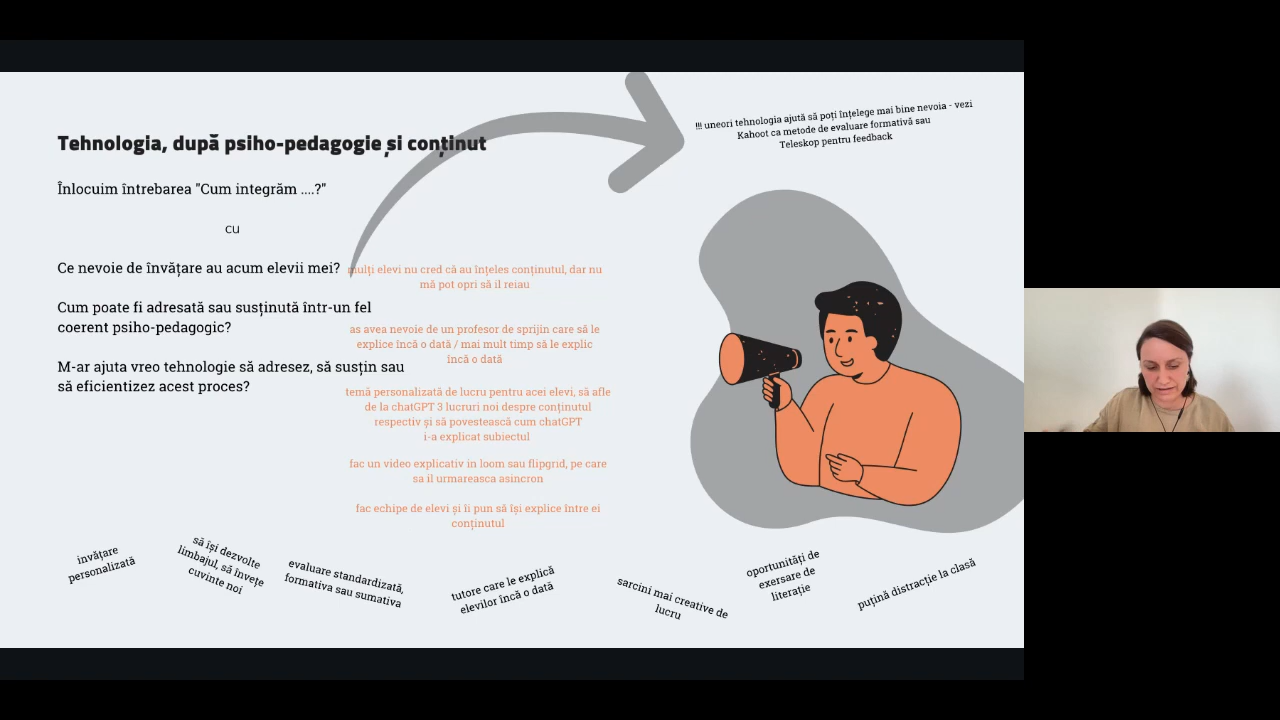 Tehnologia, după psiho-pedagogie și conținut
!!! uneori tehnologia ajută să poți înțelege mai bine nevoia - vezi
Kahoot ca metode de evaluare formativă sau
Teleskop pentru feedback
Înlocuim întrebarea "Cum integrăm ....?"
cu
Ce nevoie de învățare au acum elevii mei?
Cum poate fi adresată sau susținută într-un fel
coerent psiho-pedagogic?
M-ar ajuta vreo tehnologie să adresez, să susțin sau
să eficientizez acest proces?
mulți elevi nu cred că au înțeles conținutul, dar nu
mă pot opri să il reiau
as avea nevoie de un profesor de sprijin care să le
explice încă o dată / mai mult timp să le explic
încă o dată
temă personalizată de lucru pentru acei elevi, să afle
de la chatGPT 3 lucruri noi despre conținutul
respectiv și să povestească cum chatGPT
i-a explicat subiectul
fac un video explicativ in loom sau flipgrid, pe care
sa il urmareasca asincron
fac echipe de elevi și îi pun să își explice între ei
conținutul
invățare
personalizată
să își dezvolte
limbajul, să învețe
cuvinte noi
evaluare standardizată,
formativa sau sumativa
tutore care le explică
elevilor încă o dată
sarcini mai creative de
lucru
oportunități de
exersare de
literație
puțină distracție la clasă